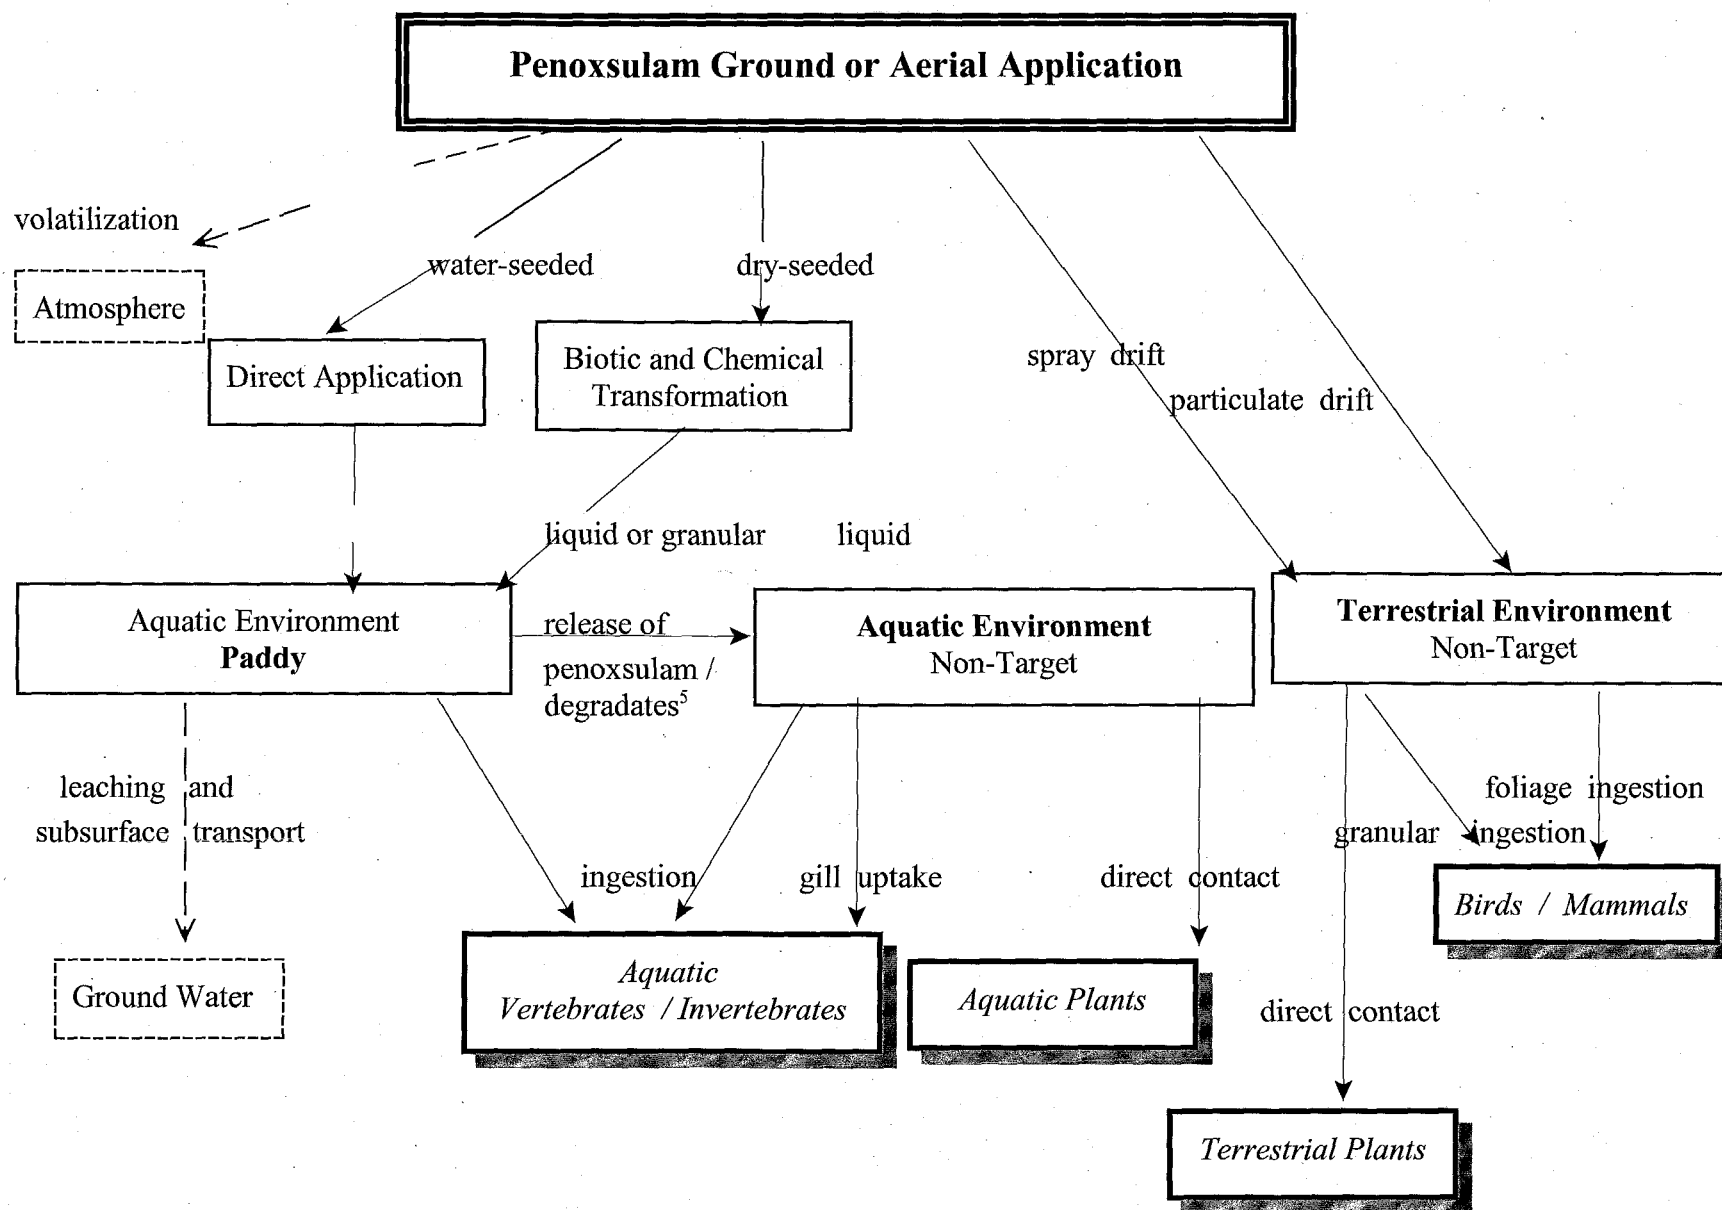 Penoxsulam Ground or Aerial Application
volatilization
water-seeded
dry-seeded
Atmosphere
Direct Application
Biotic and Chemical
Transformation
spray drift
particulate drift
liquid or granular
liquid
Aquatic Environment
Paddy
release of
penoxsulam /
degradates⁵
Aquatic Environment
Non-Target
Terrestrial Environment
Non-Target
leaching and
subsurface transport
ingestion
gill uptake
direct contact
foliage ingestion
granular ingestion
Birds / Mammals
Ground Water
Aquatic
Vertebrates / Invertebrates
Aquatic Plants
direct contact
Terrestrial Plants